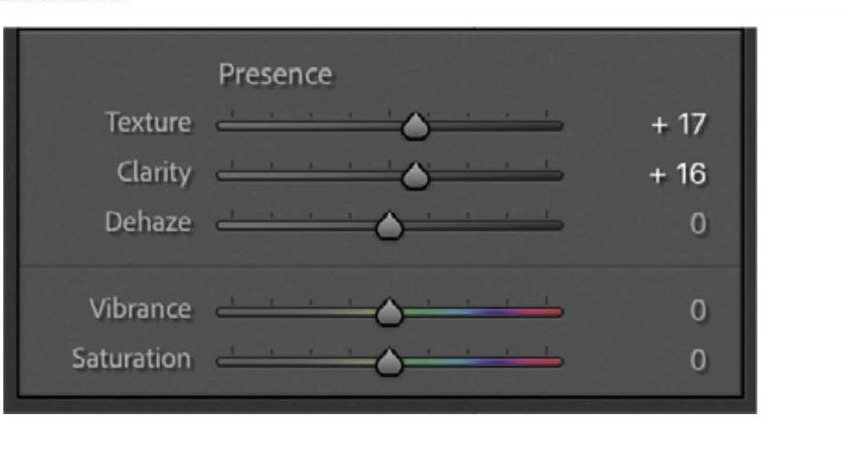 Presence
Texture + 17
Clarity + 16
Dehaze 0
Vibrance 0
Saturation 0